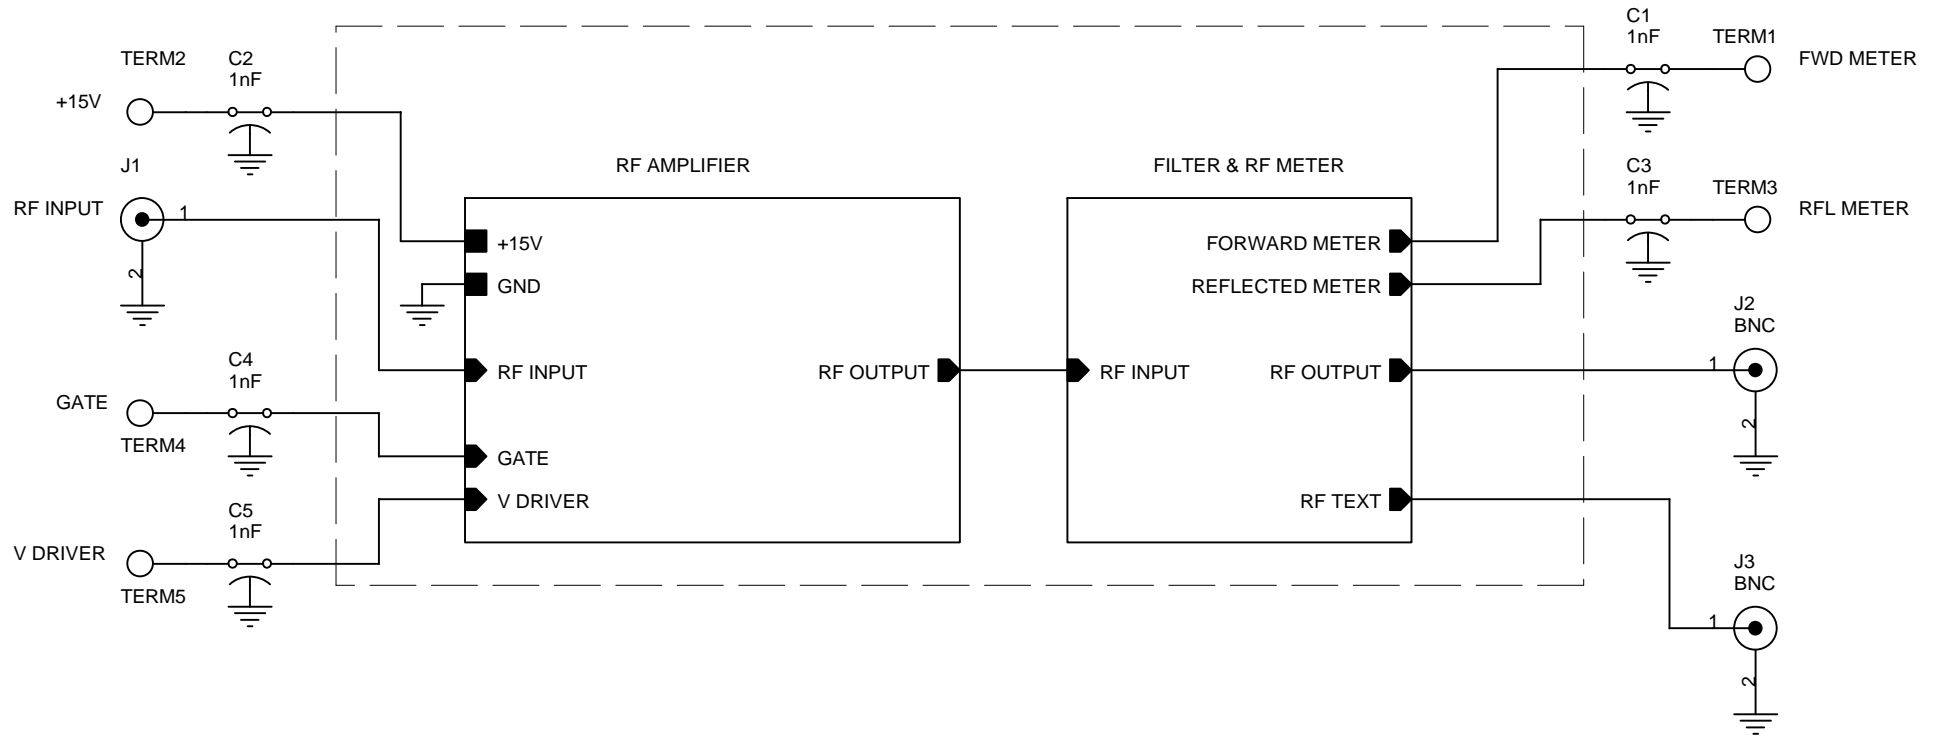 TERM2
C2
1nF
+15V
J1
RF INPUT
1
2
C4
1nF
GATE
TERM4
C5
1nF
V DRIVER
TERM5
RF AMPLIFIER
+15V
GND
RF INPUT
RF OUTPUT
GATE
V DRIVER
FILTER & RF METER
FORWARD METER
REFLECTED METER
RF INPUT
RF OUTPUT
RF TEXT
C1
1nF
TERM1
FWD METER
C3
1nF
TERM3
RFL METER
J2
BNC
1
2
J3
BNC
1
2